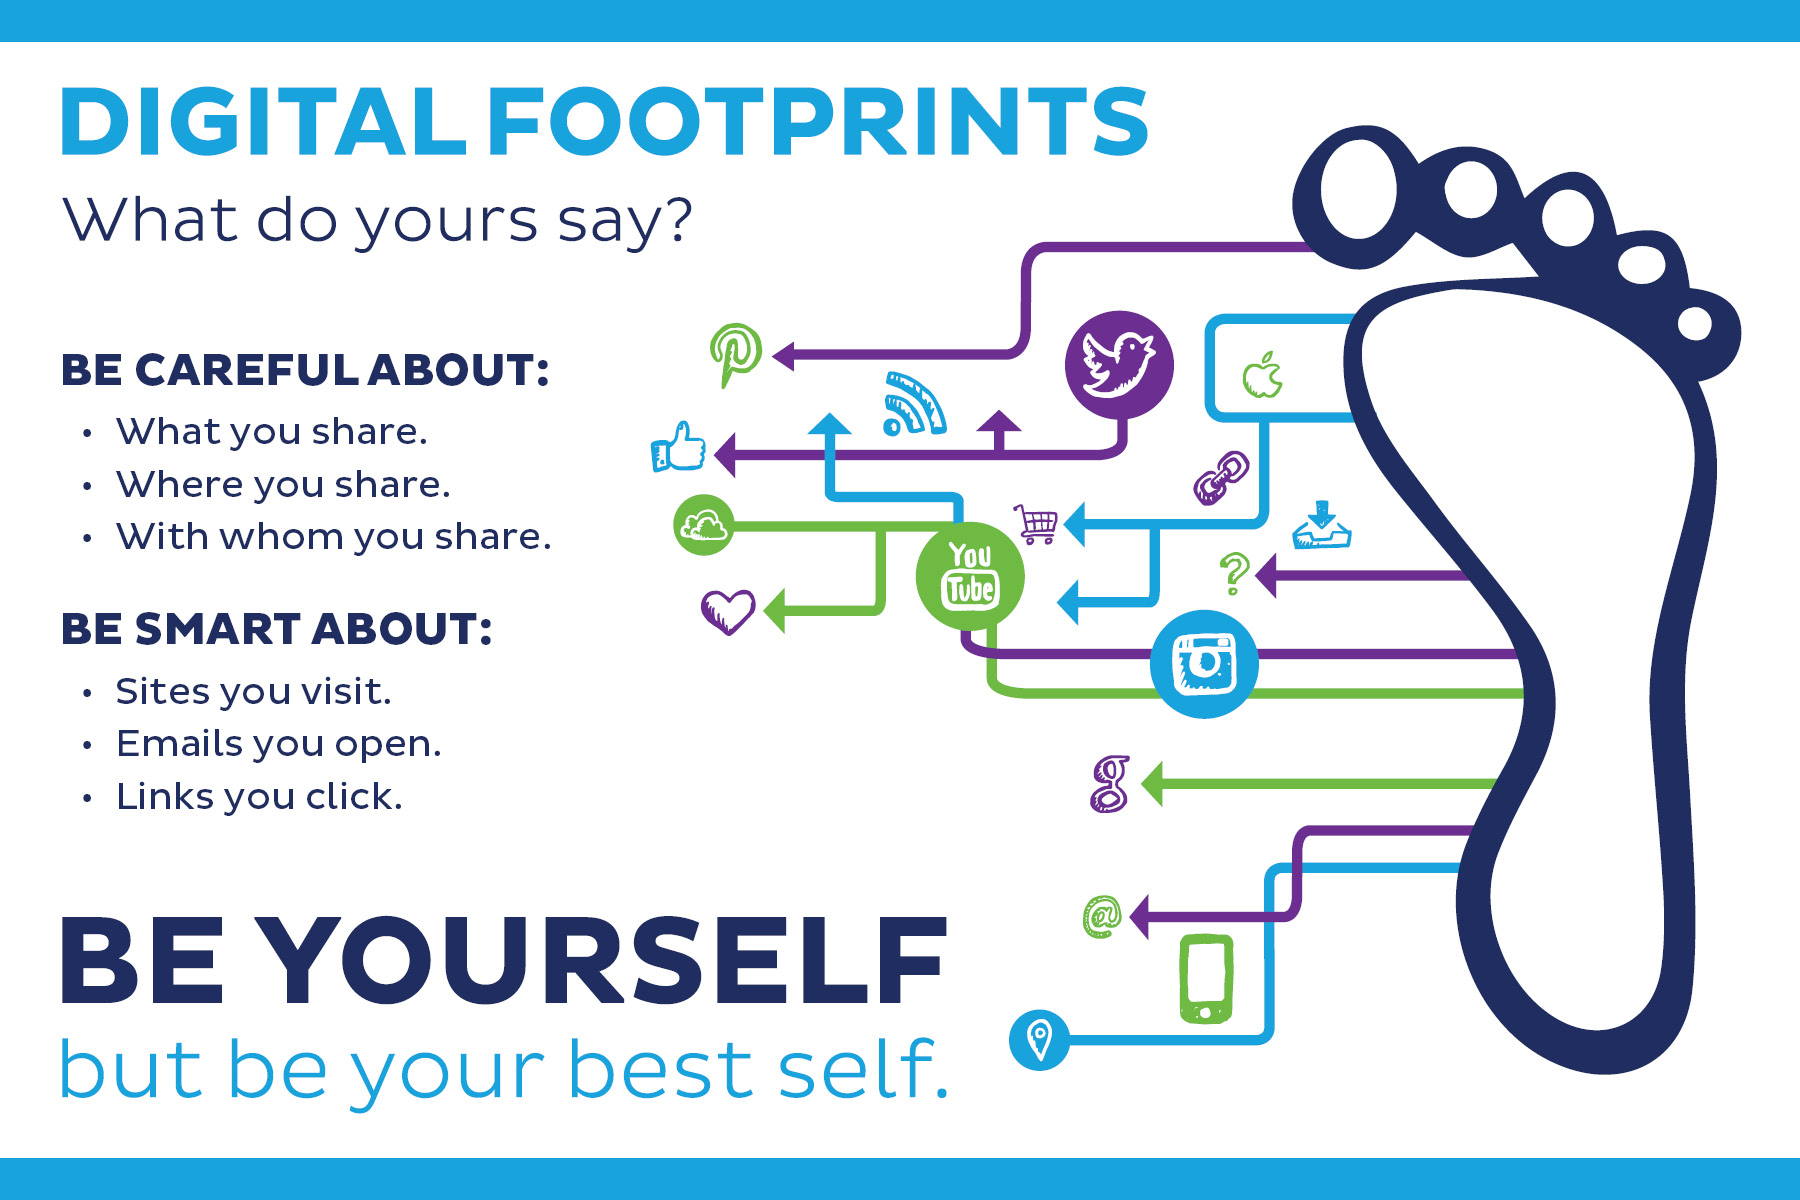 DIGITAL FOOTPRINTS
What do yours say?
BE CAREFUL ABOUT:
• What you share.
• Where you share.
• With whom you share.
BE SMART ABOUT:
• Sites you visit.
• Emails you open.
• Links you click.
BE YOURSELF
but be your best self.
You
Tube
?
g
@